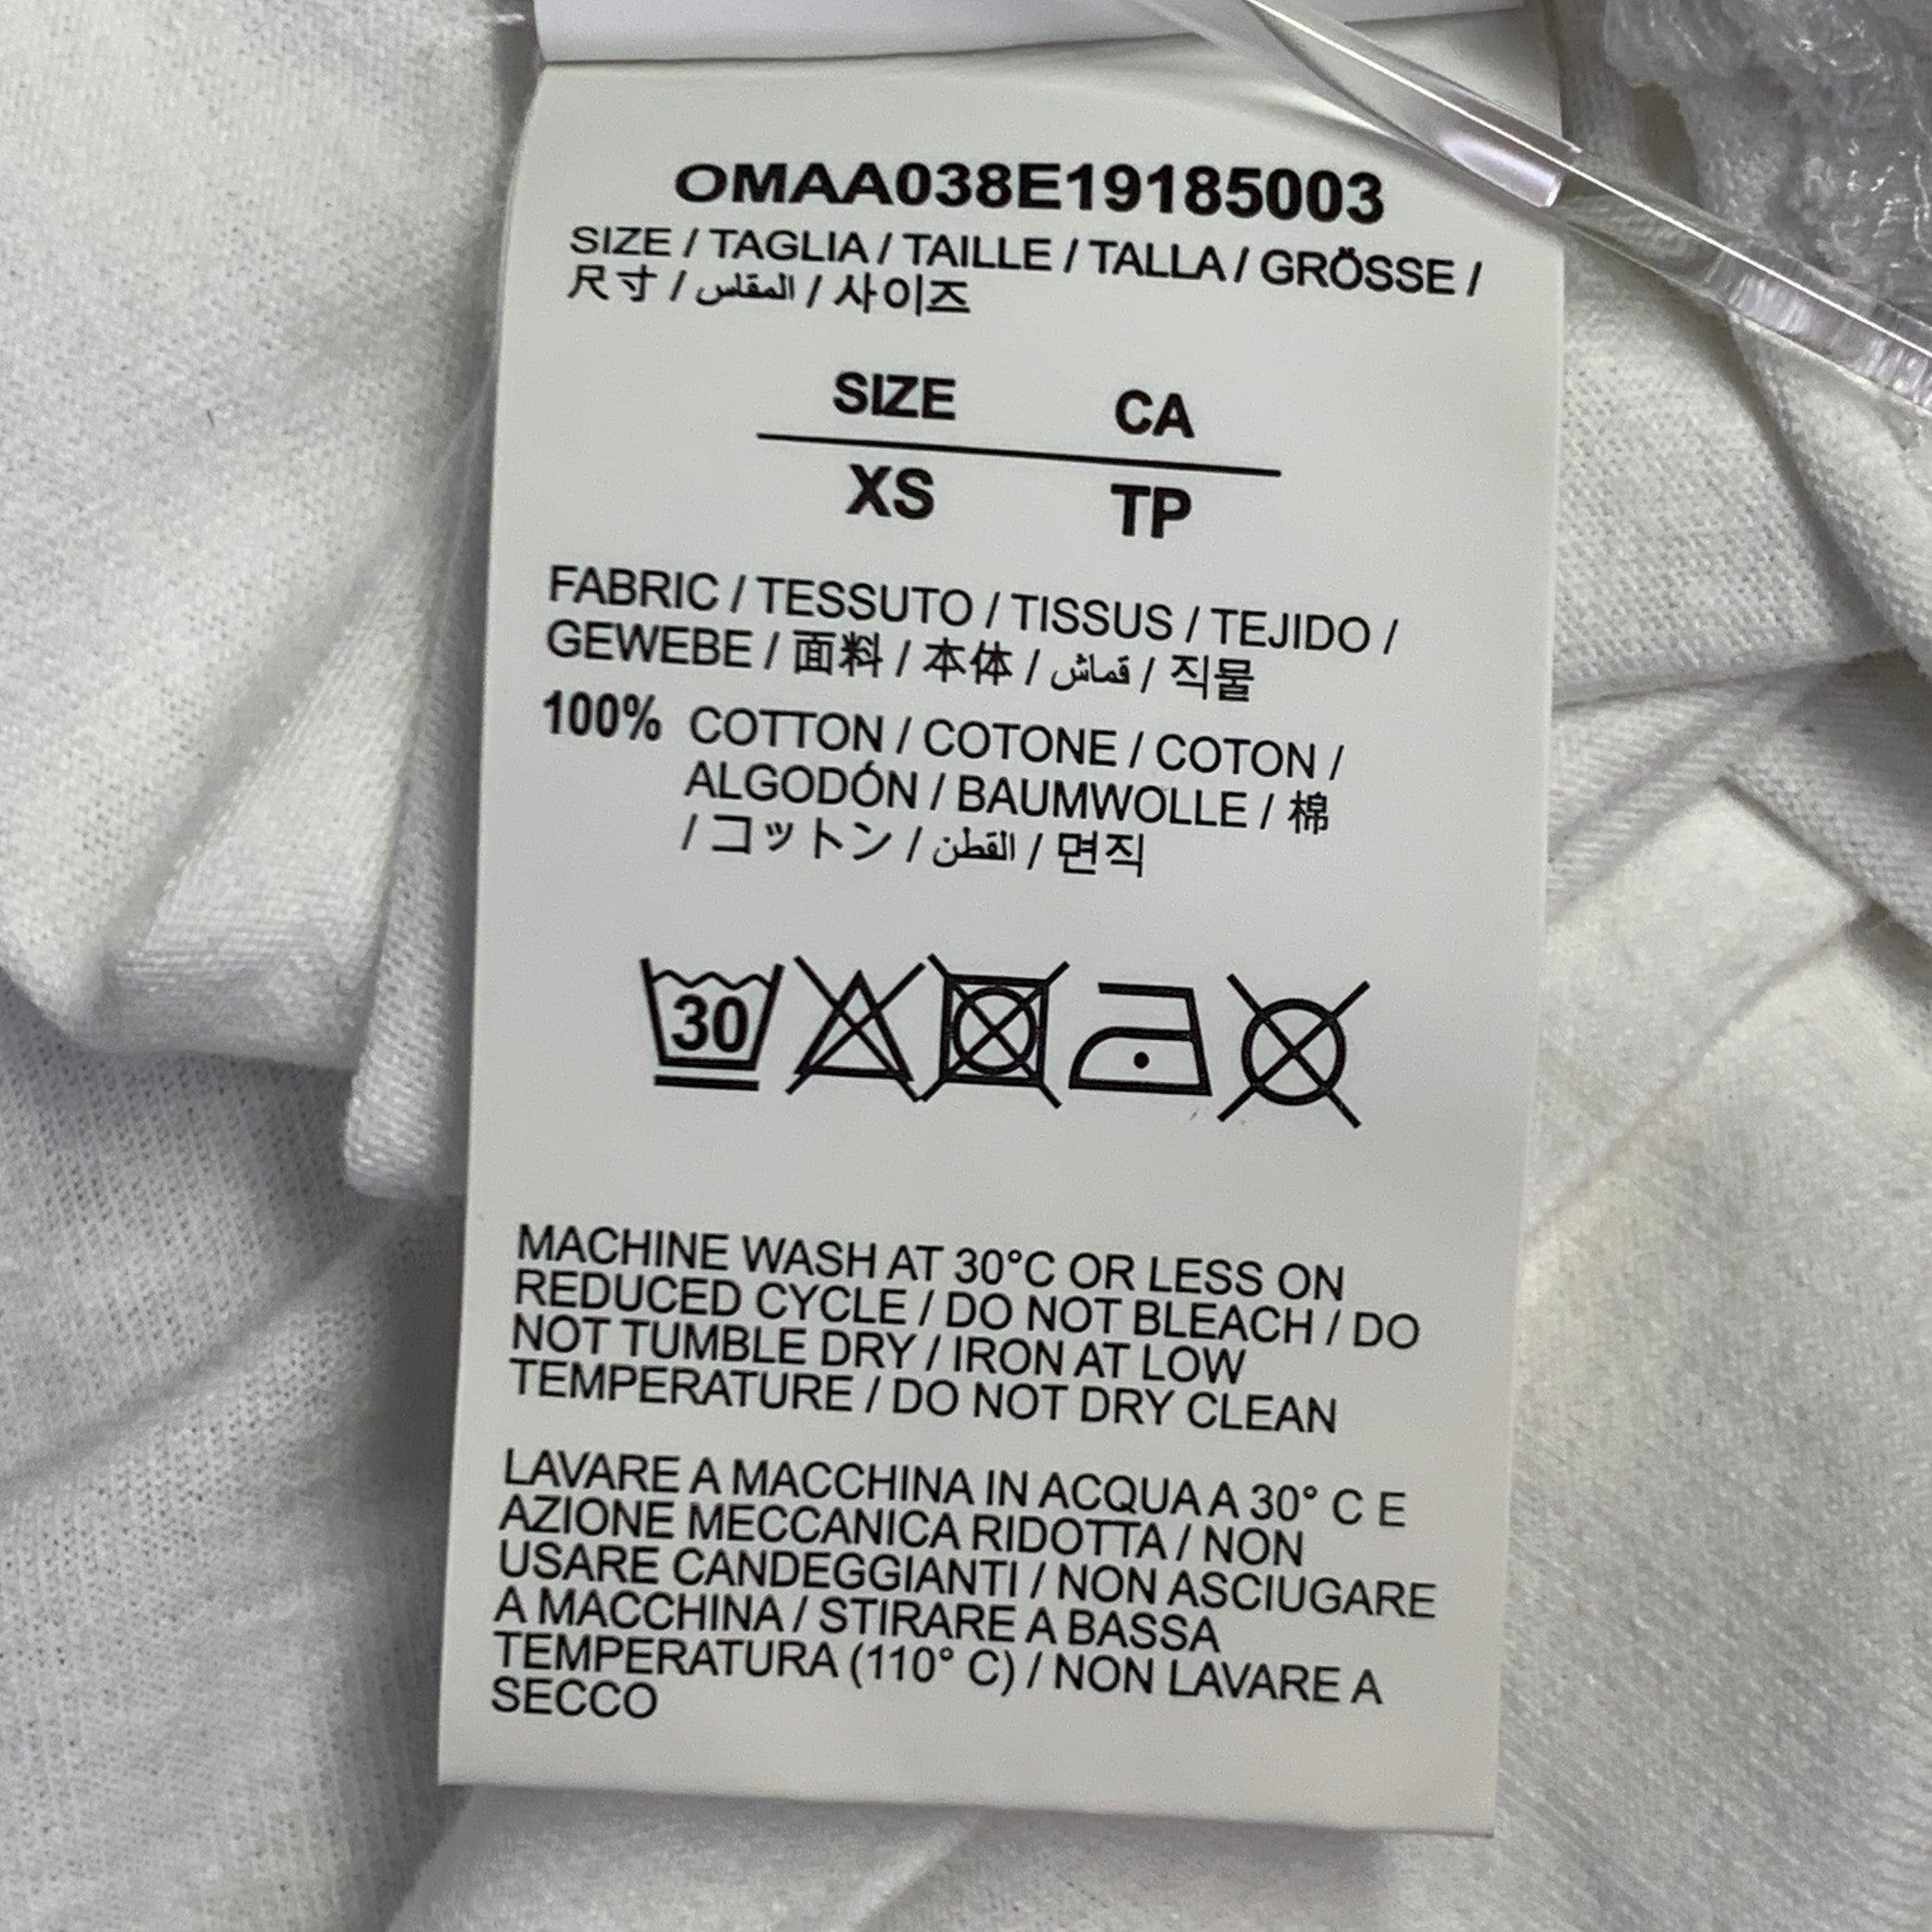 OMAA038E19185003
SIZE / TAGLIA / TAILLE / TALLA / GRÖSSE /
尺寸 / المقاس / 사이즈
SIZE CA
XS TP
FABRIC / TESSUTO / TISSUS / TEJIDO /
GEWEBE / 面料 / 本体 / قماش / 직물
100% COTTON / COTONE / COTON /
ALGODÓN / BAUMWOLLE / 棉
/ コットン / القطن / 면직
30
MACHINE WASH AT 30°C OR LESS ON
REDUCED CYCLE / DO NOT BLEACH / DO
NOT TUMBLE DRY / IRON AT LOW
TEMPERATURE / DO NOT DRY CLEAN
LAVARE A MACCHINA IN ACQUA A 30° C E
AZIONE MECCANICA RIDOTTA / NON
USARE CANDEGGIANTI / NON ASCIUGARE
A MACCHINA / STIRARE A BASSA
TEMPERATURA (110° C) / NON LAVARE A
SECCO